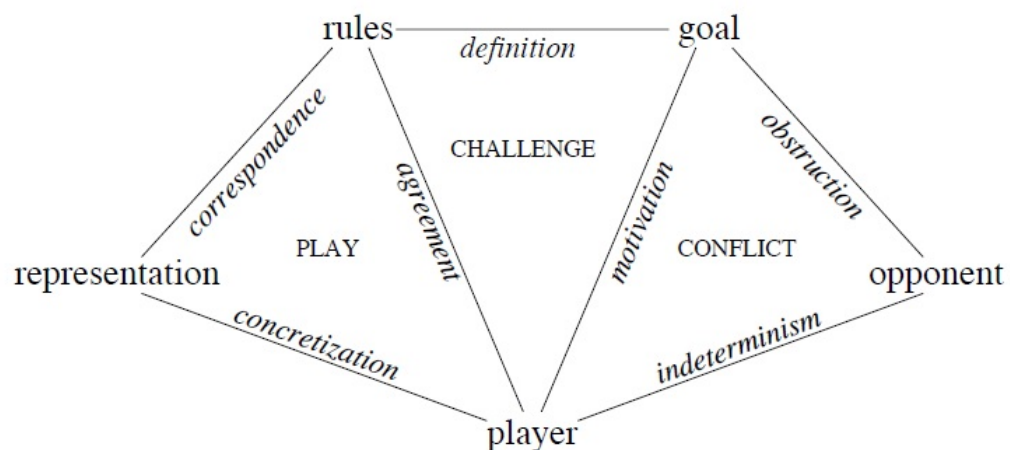 rules
goal
definition
correspondence
CHALLENGE
agreement
motivation
obstruction
PLAY
CONFLICT
representation
opponent
concretization
indeterminism
player